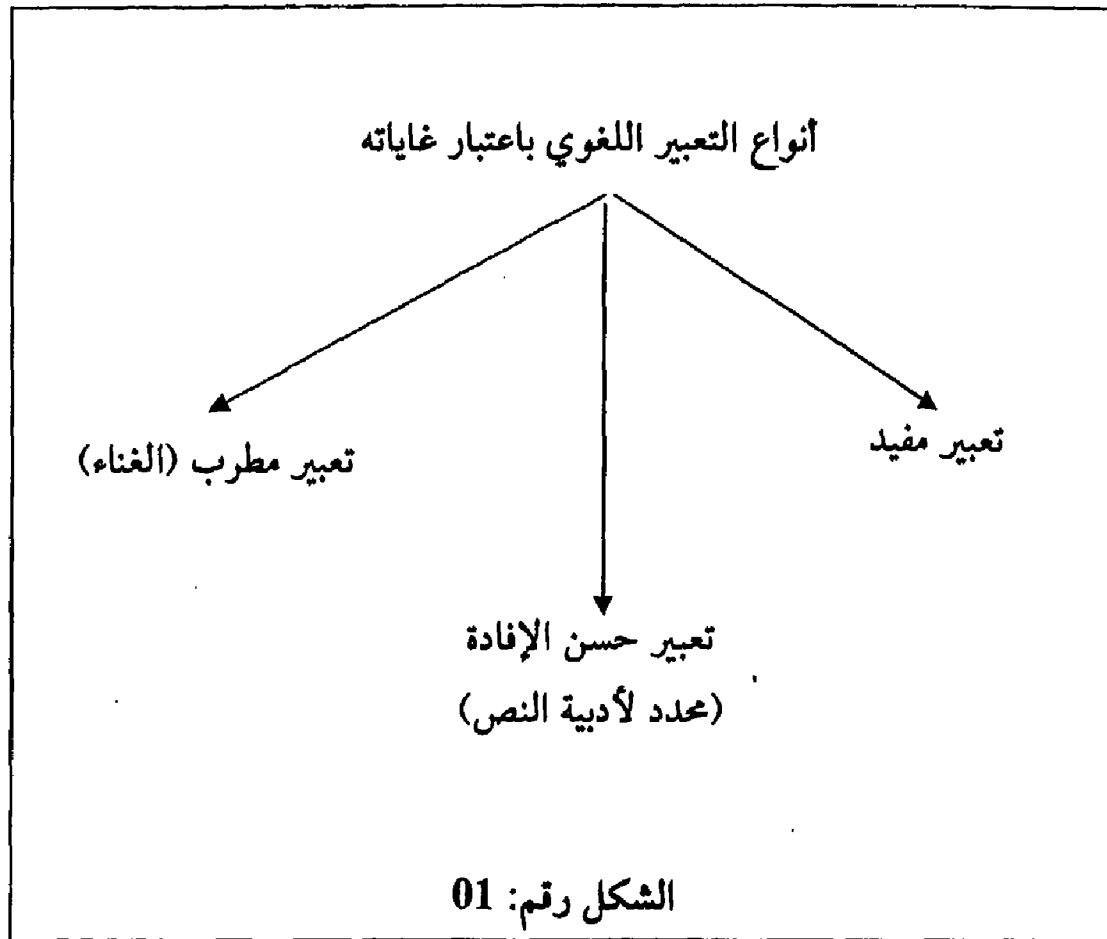 أنواع التعبير اللغوي باعتبار غاياته
تعبير مفيد
تعبير مطرب (الغناء)
تعبير حسن الإفادة
(محدد لأدبية النص)
الشكل رقم: 01